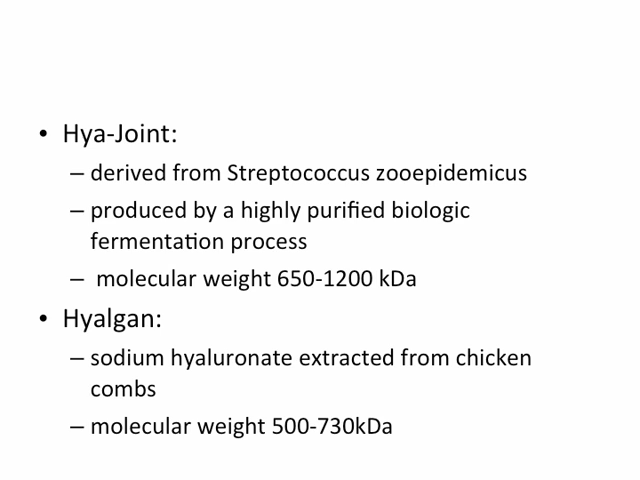 • Hya-Joint:
– derived from Streptococcus zooepidemicus
– produced by a highly purified biologic
fermentation process
– molecular weight 650-1200 kDa
• Hyalgan:
– sodium hyaluronate extracted from chicken
combs
– molecular weight 500-730kDa